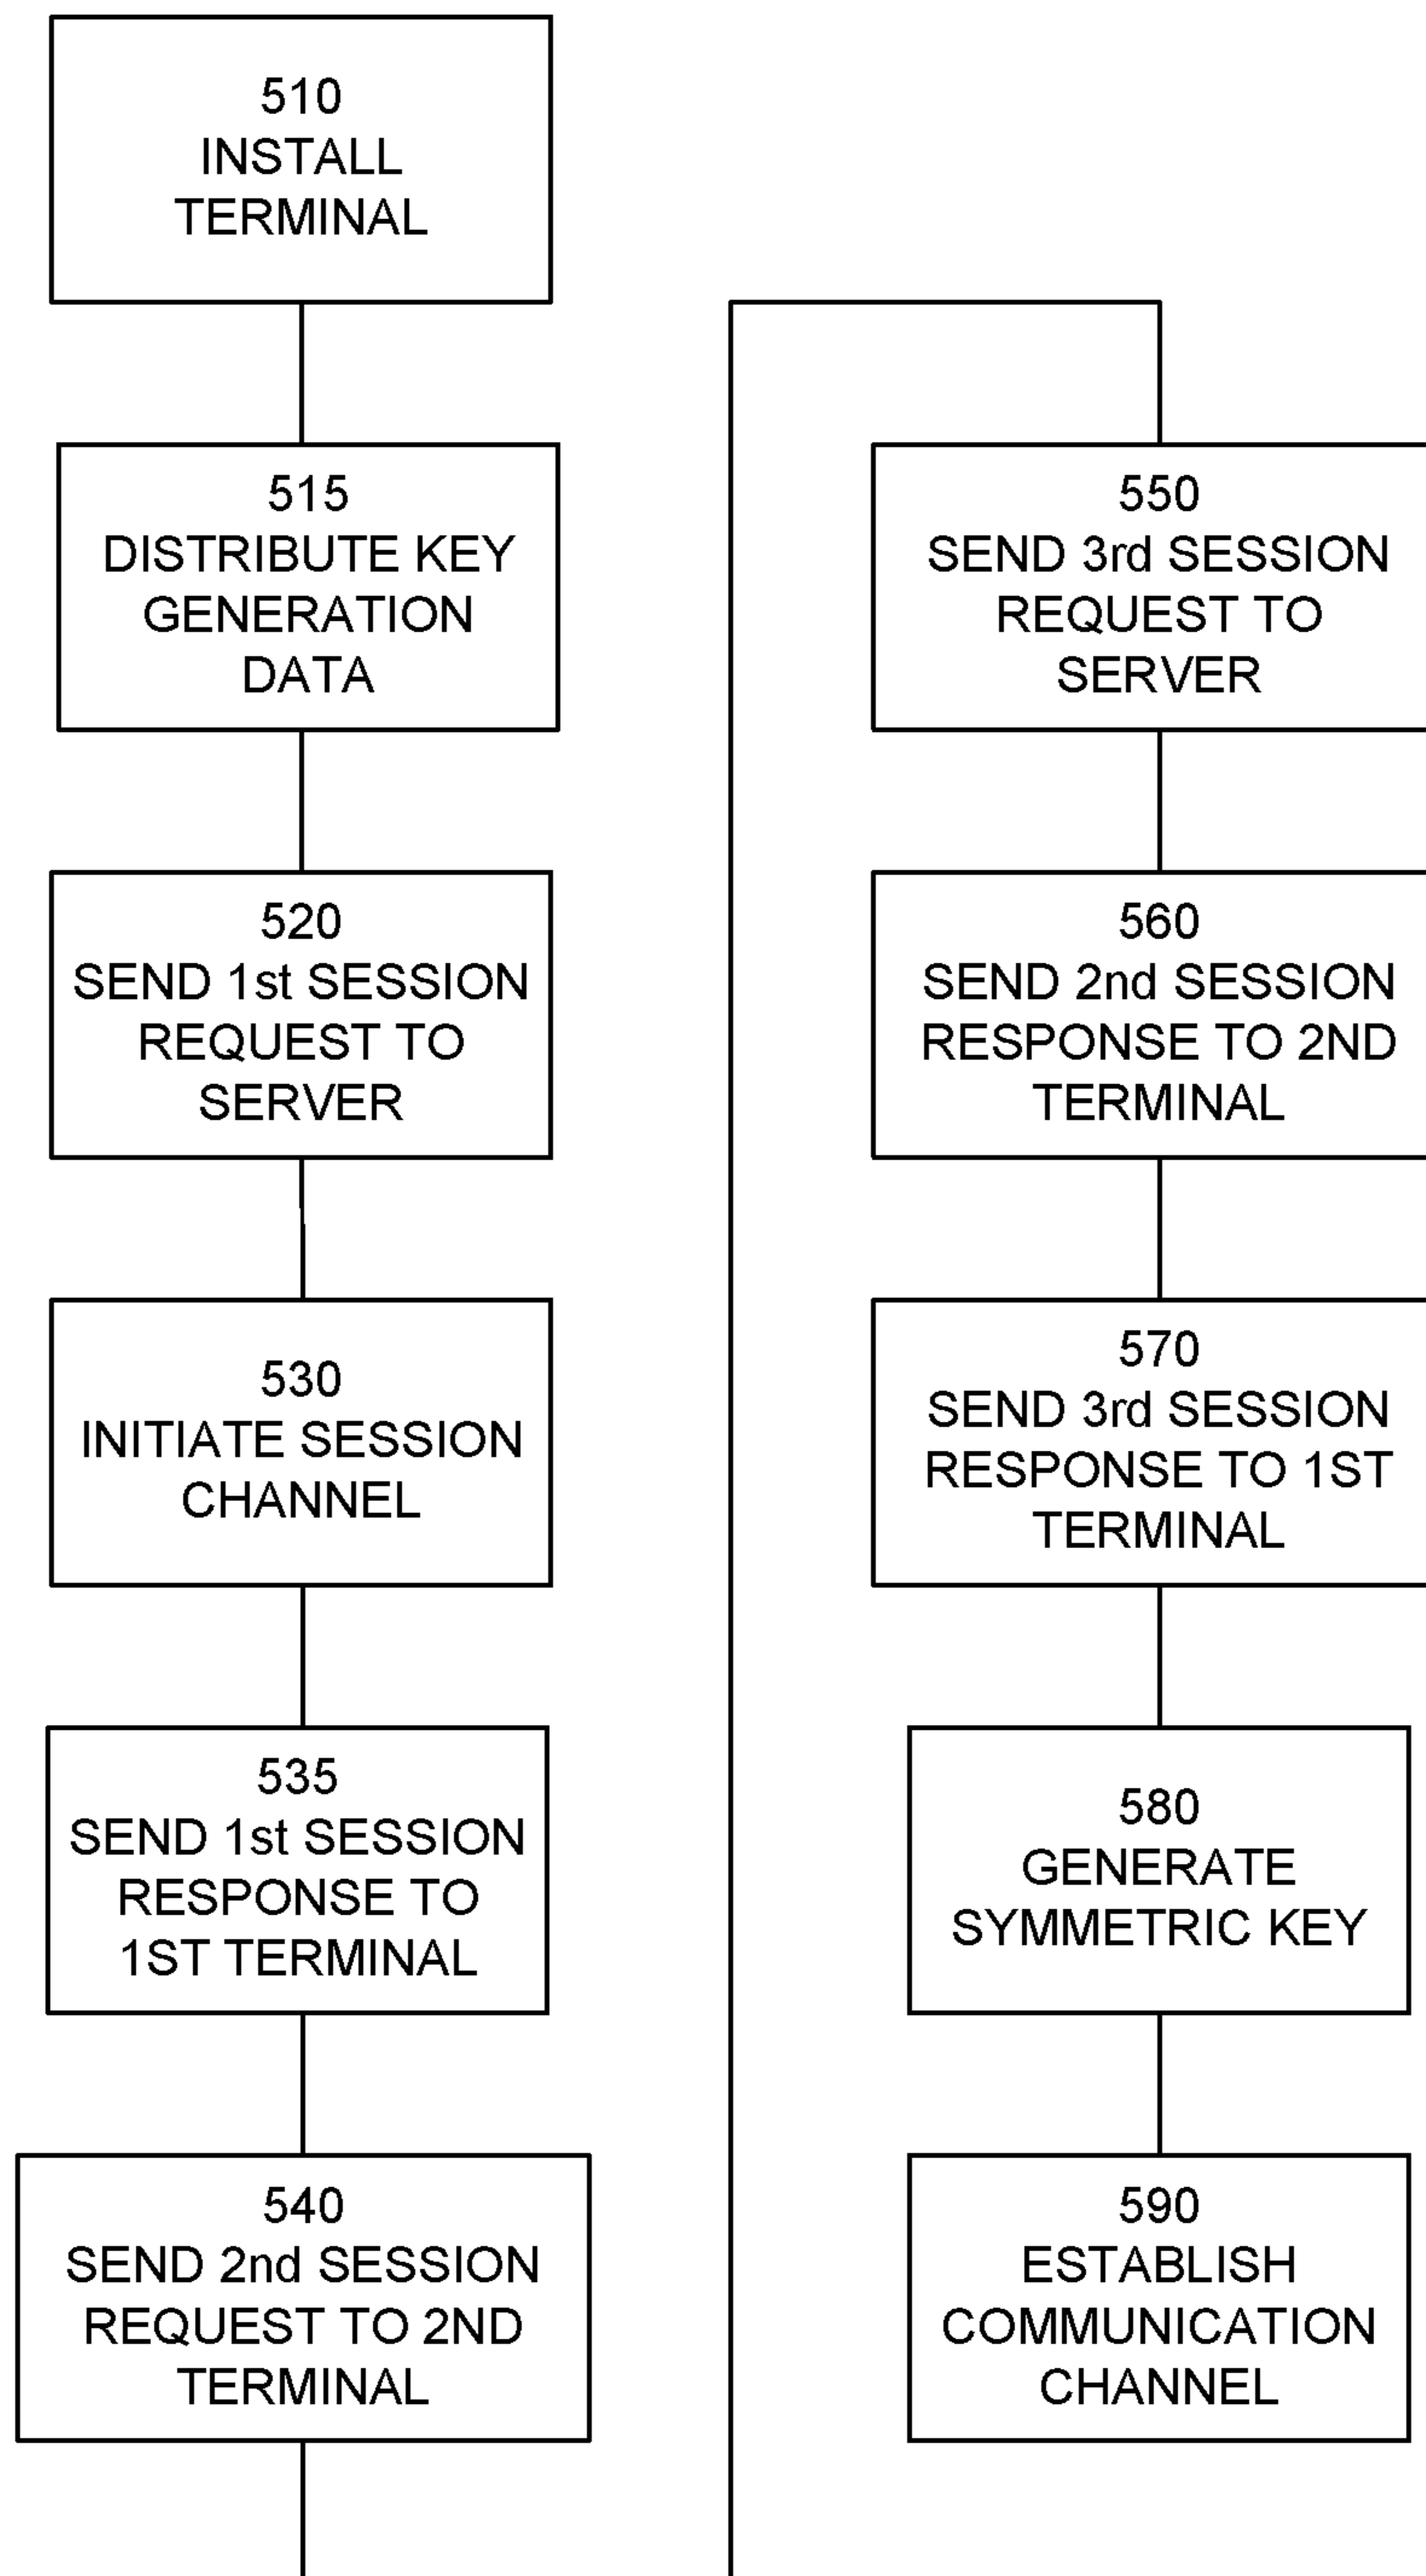 510
INSTALL
TERMINAL
515
DISTRIBUTE KEY
GENERATION
DATA
520
SEND 1st SESSION
REQUEST TO
SERVER
530
INITIATE SESSION
CHANNEL
535
SEND 1st SESSION
RESPONSE TO
1ST TERMINAL
540
SEND 2nd SESSION
REQUEST TO 2ND
TERMINAL
550
SEND 3rd SESSION
REQUEST TO
SERVER
560
SEND 2nd SESSION
RESPONSE TO 2ND
TERMINAL
570
SEND 3rd SESSION
RESPONSE TO 1ST
TERMINAL
580
GENERATE
SYMMETRIC KEY
590
ESTABLISH
COMMUNICATION
CHANNEL